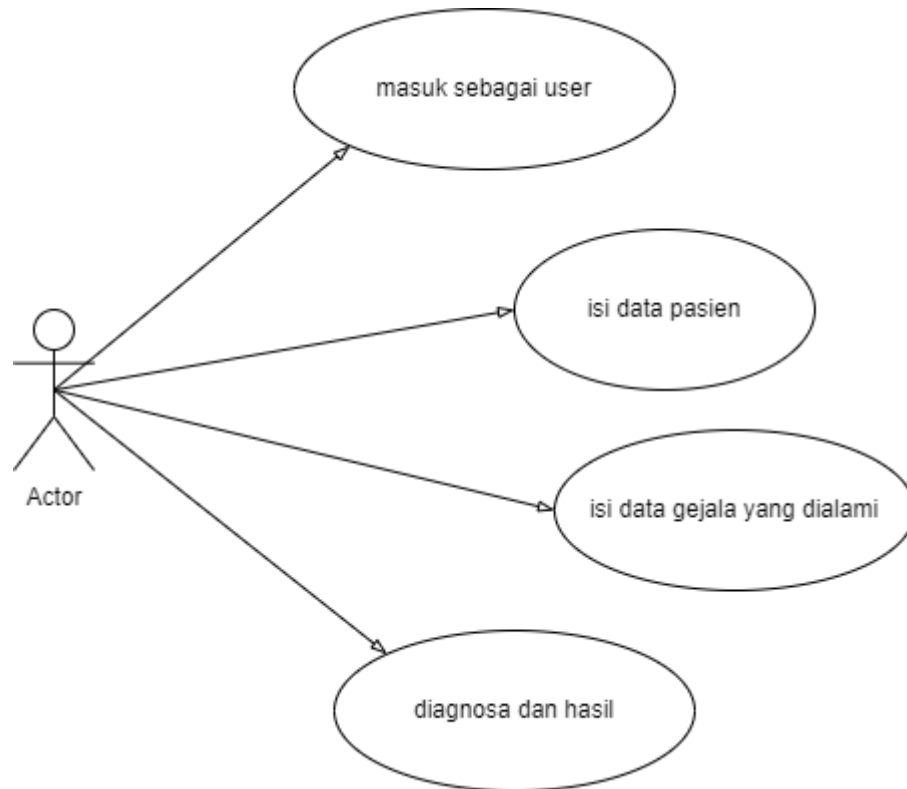 masuk sebagai user
isi data pasien
Actor
isi data gejala yang dialami
diagnosa dan hasil